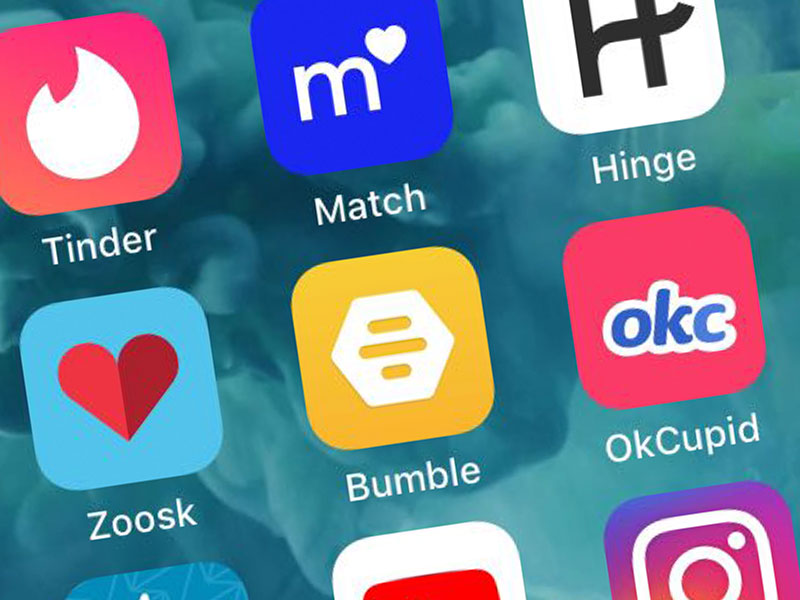 m
H
Tinder
Match
Hinge
okc
Zoosk
Bumble
OkCupid